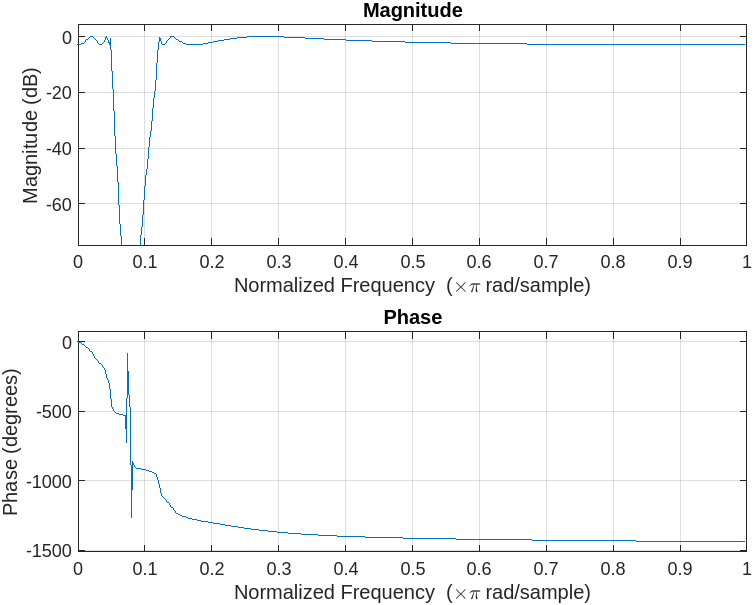 Magnitude
0
-20
-40
-60
Magnitude (dB)
0 0.1 0.2 0.3 0.4 0.5 0.6 0.7 0.8 0.9 1
Normalized Frequency (×π rad/sample)
Phase
0
-500
-1000
-1500
Phase (degrees)
0 0.1 0.2 0.3 0.4 0.5 0.6 0.7 0.8 0.9 1
Normalized Frequency (×π rad/sample)